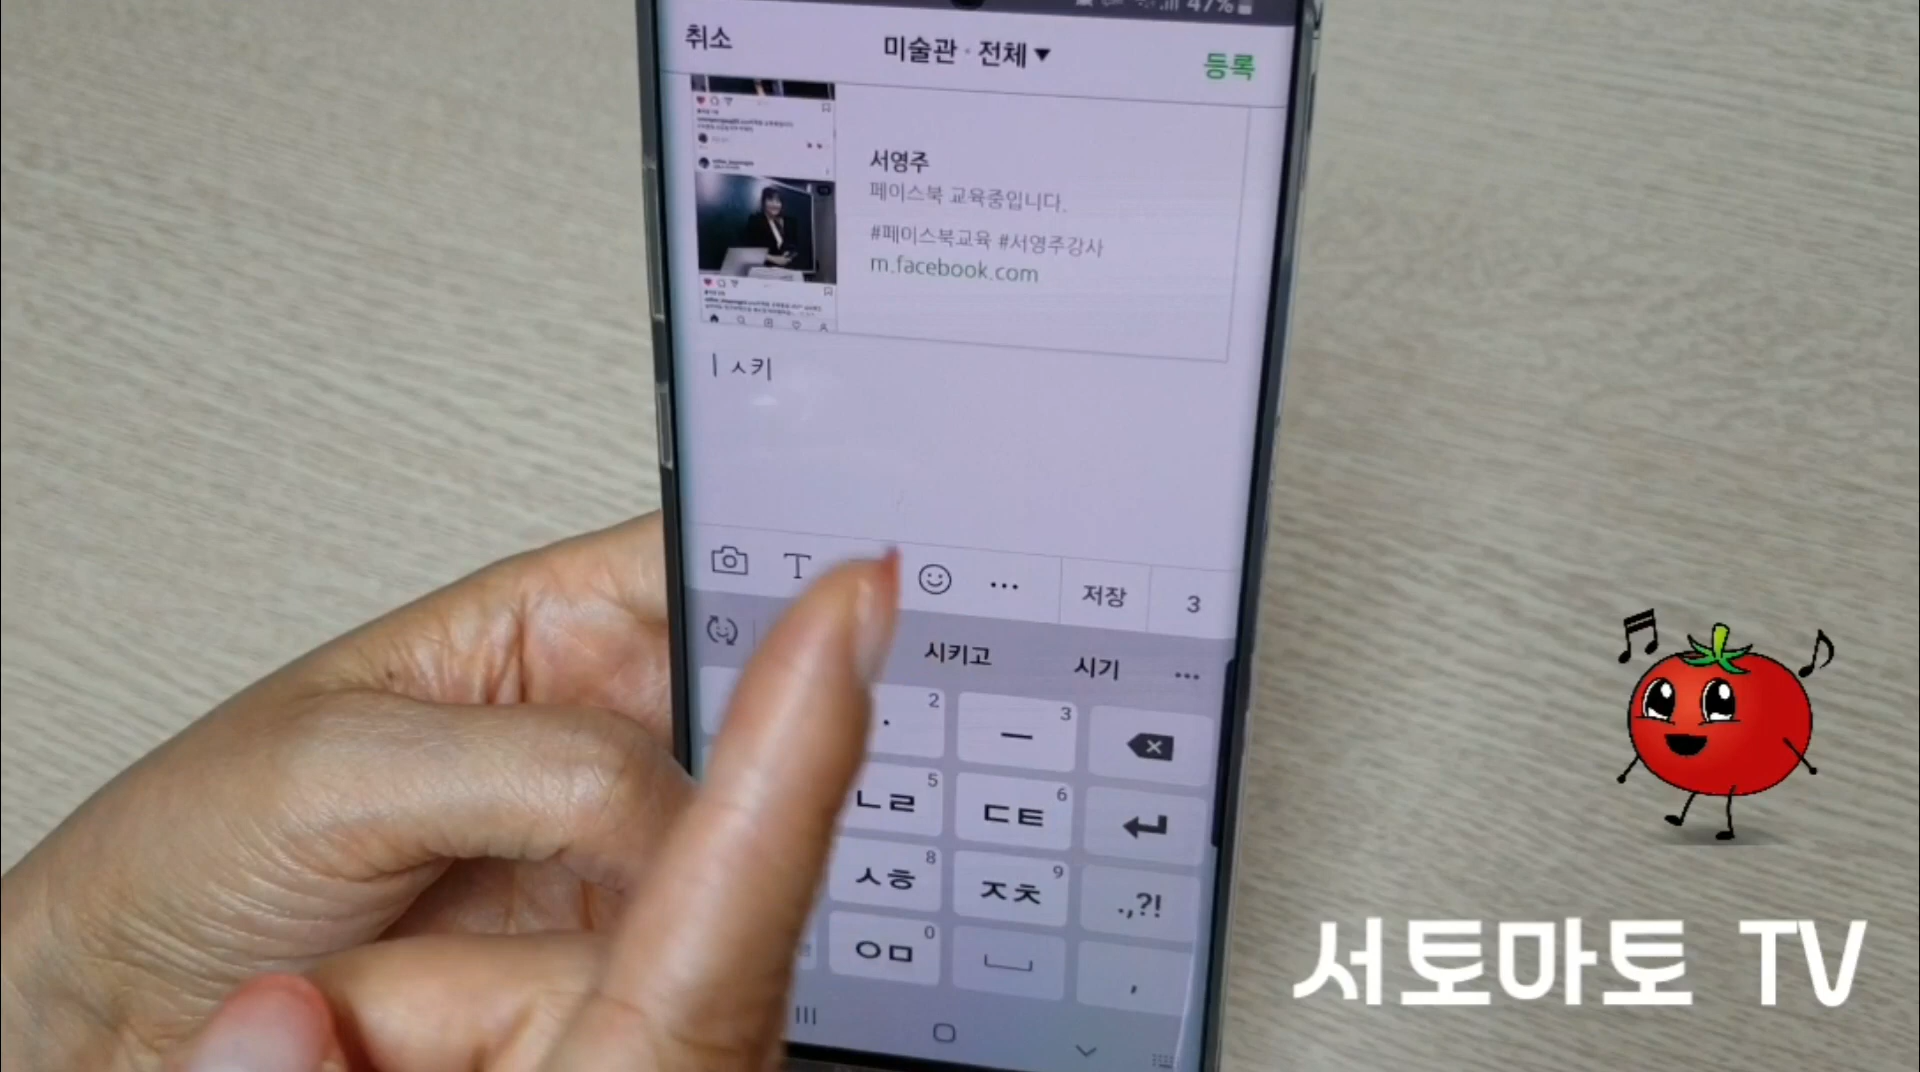 47%
취소
미술관 · 전체 ▼
등록
서영주
페이스북 교육중입니다.
#페이스북교육 #서영주강사
m.facebook.com
ㅣㅅ키
T
저장
3
시키고
시기
2
·
3
ㅡ
5
ㄴㄹ
6
ㄷㅌ
8
ㅅㅎ
9
ㅈㅊ
.,?!
0
ㅇㅁ
,
서토마토 TV